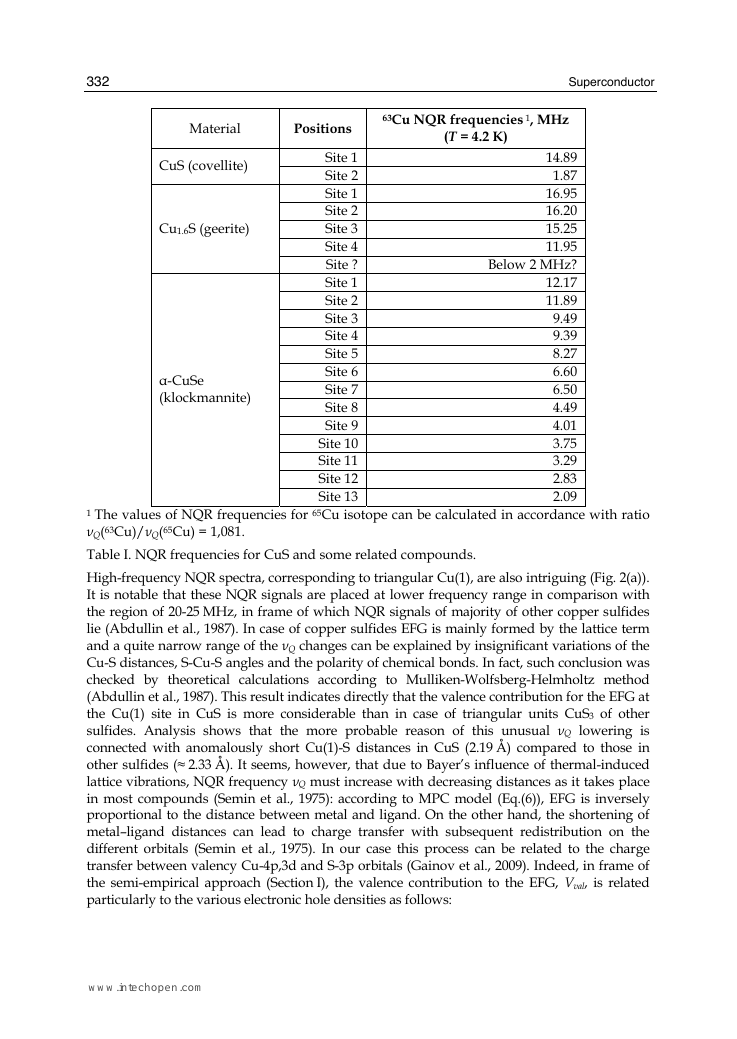 332
Superconductor
Material
Positions
⁶³Cu NQR frequencies ¹, MHz
(T = 4.2 K)
CuS (covellite)
Site 1
14.89
Site 2
1.87
Cu₁.₆S (geerite)
Site 1
16.95
Site 2
16.20
Site 3
15.25
Site 4
11.95
Site ?
Below 2 MHz?
α-CuSe
(klockmannite)
Site 1
12.17
Site 2
11.89
Site 3
9.49
Site 4
9.39
Site 5
8.27
Site 6
6.60
Site 7
6.50
Site 8
4.49
Site 9
4.01
Site 10
3.75
Site 11
3.29
Site 12
2.83
Site 13
2.09
¹ The values of NQR frequencies for ⁶⁵Cu isotope can be calculated in accordance with ratio
νQ(⁶³Cu)/νQ(⁶⁵Cu) = 1,081.
Table I. NQR frequencies for CuS and some related compounds.
High-frequency NQR spectra, corresponding to triangular Cu(1), are also intriguing (Fig. 2(a)).
It is notable that these NQR signals are placed at lower frequency range in comparison with
the region of 20-25 MHz, in frame of which NQR signals of majority of other copper sulfides
lie (Abdullin et al., 1987). In case of copper sulfides EFG is mainly formed by the lattice term
and a quite narrow range of the νQ changes can be explained by insignificant variations of the
Cu-S distances, S-Cu-S angles and the polarity of chemical bonds. In fact, such conclusion was
checked by theoretical calculations according to Mulliken-Wolfsberg-Helmholtz method
(Abdullin et al., 1987). This result indicates directly that the valence contribution for the EFG at
the Cu(1) site in CuS is more considerable than in case of triangular units CuS₃ of other
sulfides. Analysis shows that the more probable reason of this unusual νQ lowering is
connected with anomalously short Cu(1)-S distances in CuS (2.19 Å) compared to those in
other sulfides (≈ 2.33 Å). It seems, however, that due to Bayer's influence of thermal-induced
lattice vibrations, NQR frequency νQ must increase with decreasing distances as it takes place
in most compounds (Semin et al., 1975): according to MPC model (Eq.(6)), EFG is inversely
proportional to the distance between metal and ligand. On the other hand, the shortening of
metal–ligand distances can lead to charge transfer with subsequent redistribution on the
different orbitals (Semin et al., 1975). In our case this process can be related to the charge
transfer between valency Cu-4p,3d and S-3p orbitals (Gainov et al., 2009). Indeed, in frame of
the semi-empirical approach (Section I), the valence contribution to the EFG, Vval, is related
particularly to the various electronic hole densities as follows:
www.intechopen.com